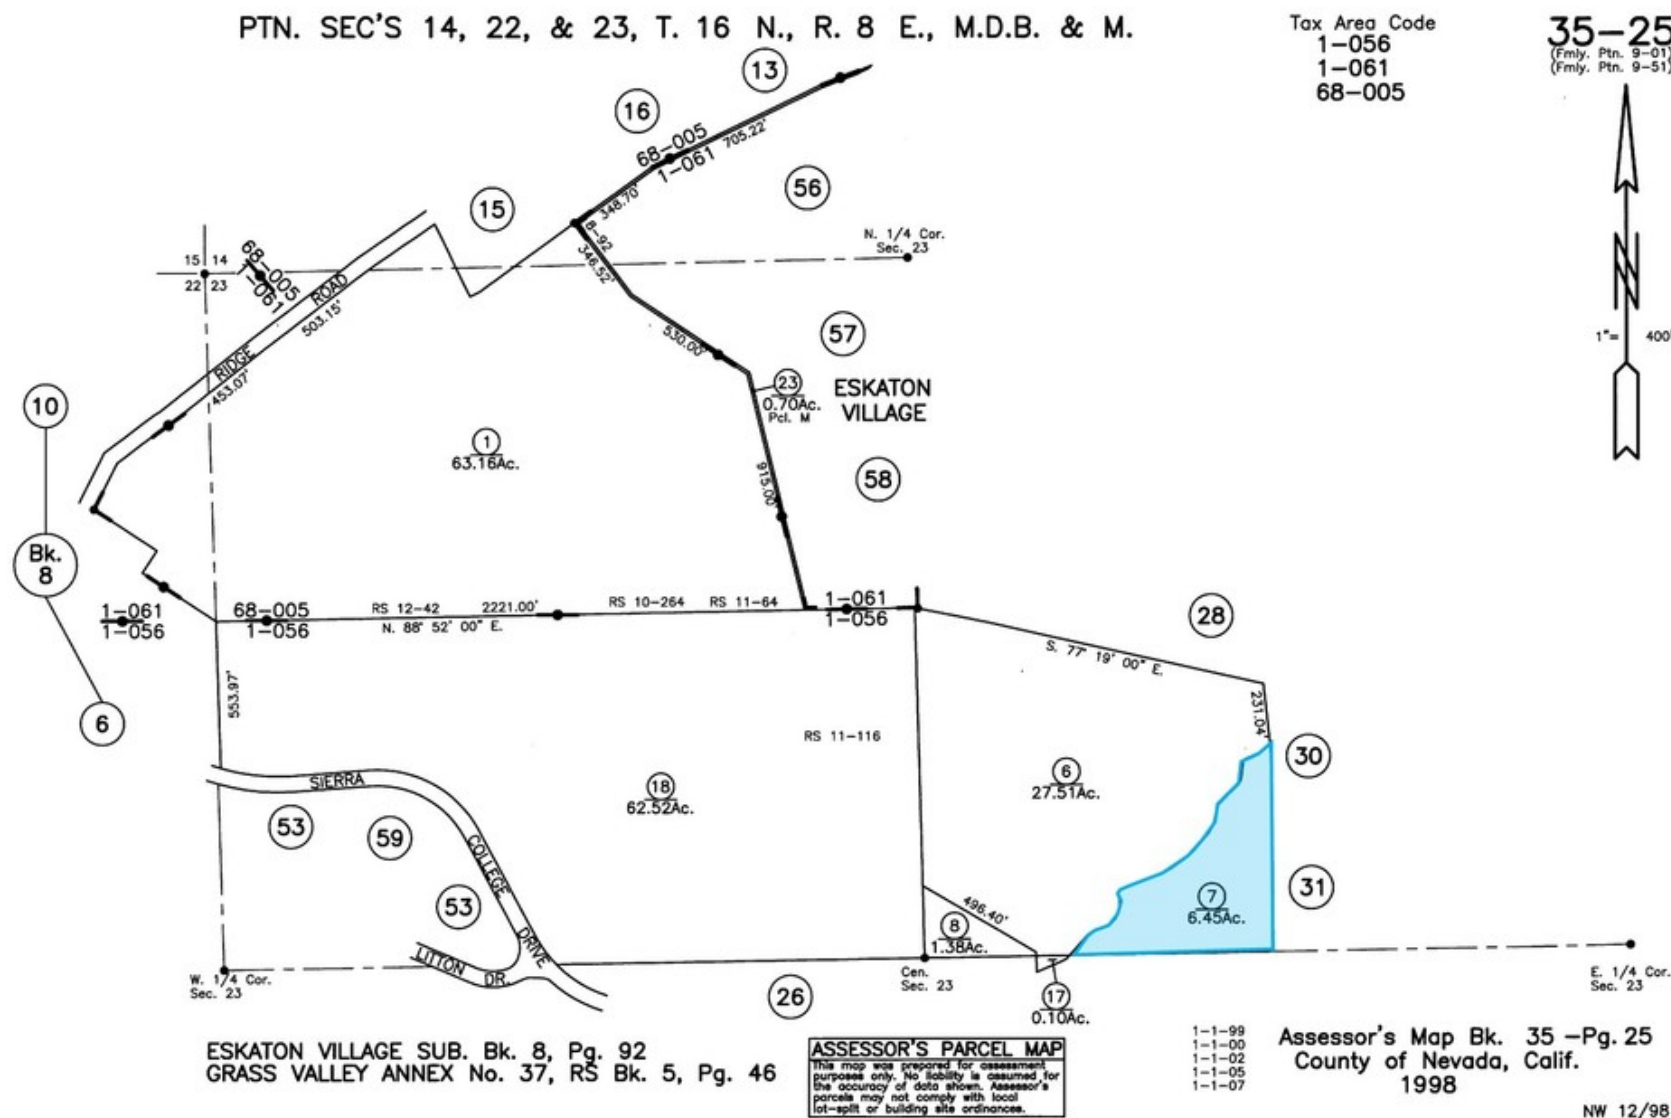 PTN. SEC'S 14, 22, & 23, T. 16 N., R. 8 E., M.D.B. & M.
Tax Area Code
1-056
1-061
68-005
35-25
(Fmly. Ptn. 9-01)
(Fmly. Ptn. 9-51)
13
16
68-005
1-061
705.22'
348.70'
15
56
8-92
346.52'
N. 1/4 Cor.
Sec. 23
15 14
22 23
68-005
1-061
RIDGE ROAD
503.15'
453.07'
530.00'
57
1"= 400'
N
23
0.70Ac.
Pcl. M
ESKATON
VILLAGE
10
1
63.16Ac.
915.00'
58
Bk.
8
1-061
1-056
68-005
1-056
RS 12-42 2221.00'
N. 88° 52' 00" E.
RS 10-264 RS 11-64
1-061
1-056
28
S. 77° 19' 00" E.
553.97'
6
231.04'
RS 11-116
30
SIERRA COLLEGE DRIVE
18
62.52Ac.
6
27.51Ac.
53
59
53
31
496.40'
7
6.45Ac.
8
1.38Ac.
LITTON DR.
W. 1/4 Cor.
Sec. 23
Cen.
Sec. 23
E. 1/4 Cor.
Sec. 23
26
17
0.10Ac.
ESKATON VILLAGE SUB. Bk. 8, Pg. 92
GRASS VALLEY ANNEX No. 37, RS Bk. 5, Pg. 46
ASSESSOR'S PARCEL MAP
This map was prepared for assessment
purposes only. No liability is assumed for
the accuracy of data shown. Assessor's
parcels may not comply with local
lot-split or building site ordinances.
1-1-99
1-1-00
1-1-02
1-1-05
1-1-07
Assessor's Map Bk. 35 -Pg. 25
County of Nevada, Calif.
1998
NW 12/98